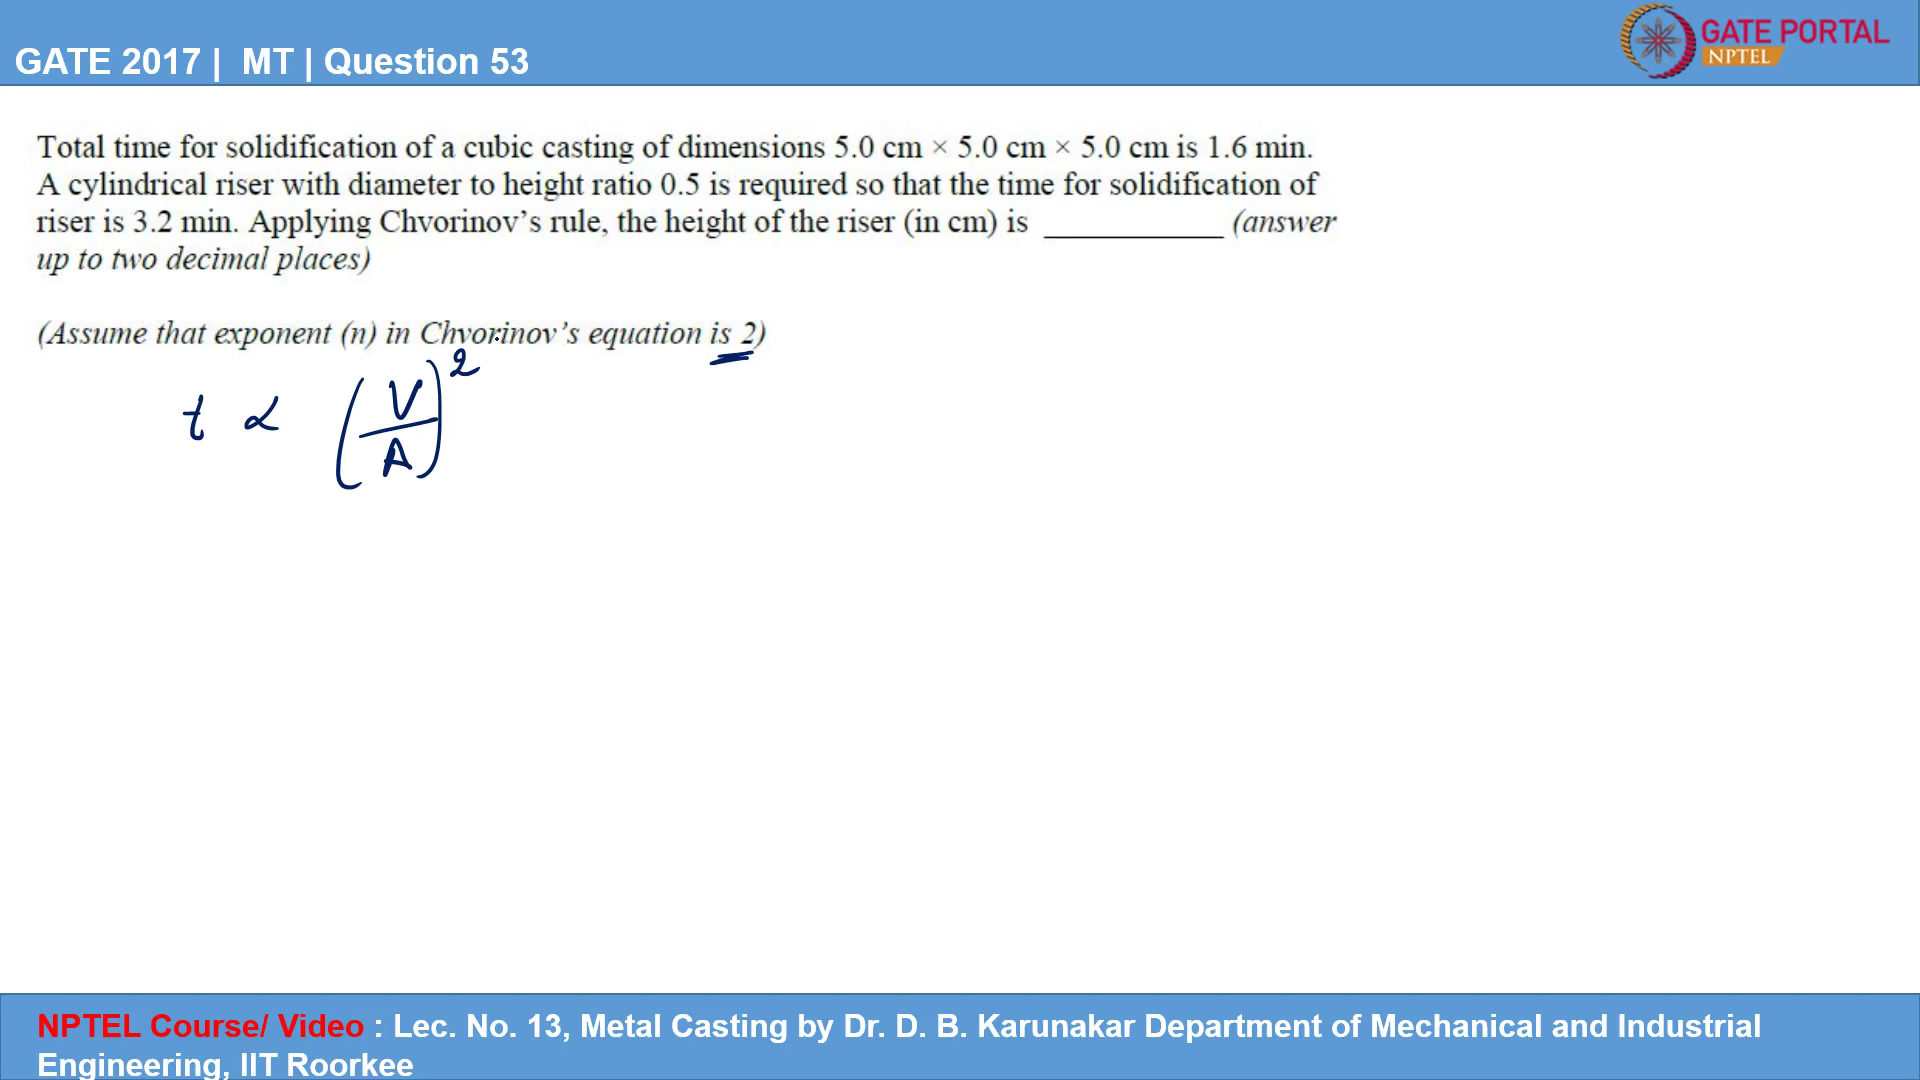 GATE 2017 | MT | Question 53
GATE PORTAL
NPTEL
Total time for solidification of a cubic casting of dimensions 5.0 cm × 5.0 cm × 5.0 cm is 1.6 min.
A cylindrical riser with diameter to height ratio 0.5 is required so that the time for solidification of
riser is 3.2 min. Applying Chvorinov’s rule, the height of the riser (in cm) is ___________ (answer
up to two decimal places)
(Assume that exponent (n) in Chvorinov’s equation is 2)
t ∝ (V/A)²
NPTEL Course/ Video : Lec. No. 13, Metal Casting by Dr. D. B. Karunakar Department of Mechanical and Industrial
Engineering, IIT Roorkee